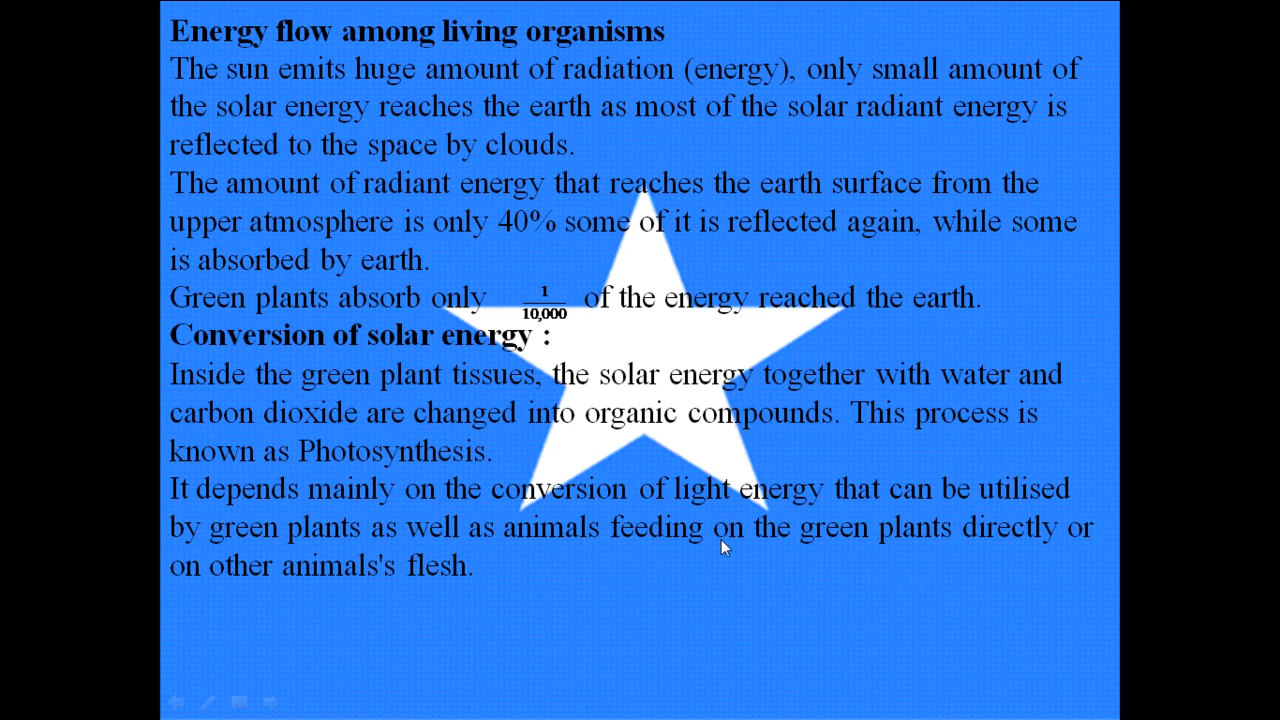 Energy flow among living organisms
The sun emits huge amount of radiation (energy), only small amount of
the solar energy reaches the earth as most of the solar radiant energy is
reflected to the space by clouds.
The amount of radiant energy that reaches the earth surface from the
upper atmosphere is only 40% some of it is reflected again, while some
is absorbed by earth.
Green plants absorb only 1/10,000 of the energy reached the earth.
Conversion of solar energy :
Inside the green plant tissues, the solar energy together with water and
carbon dioxide are changed into organic compounds. This process is
known as Photosynthesis.
It depends mainly on the conversion of light energy that can be utilised
by green plants as well as animals feeding on the green plants directly or
on other animals's flesh.